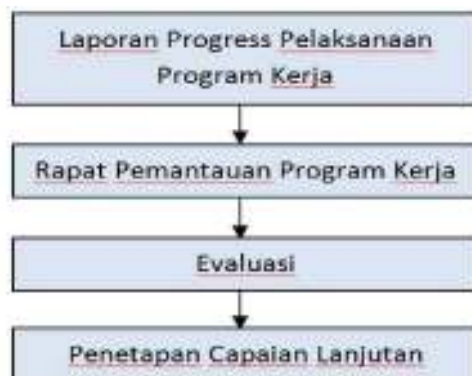 Laporan Progress Pelaksanaan
Program Kerja
Rapat Pemantauan Program Kerja
Evaluasi
Penetapan Capaian Lanjutan